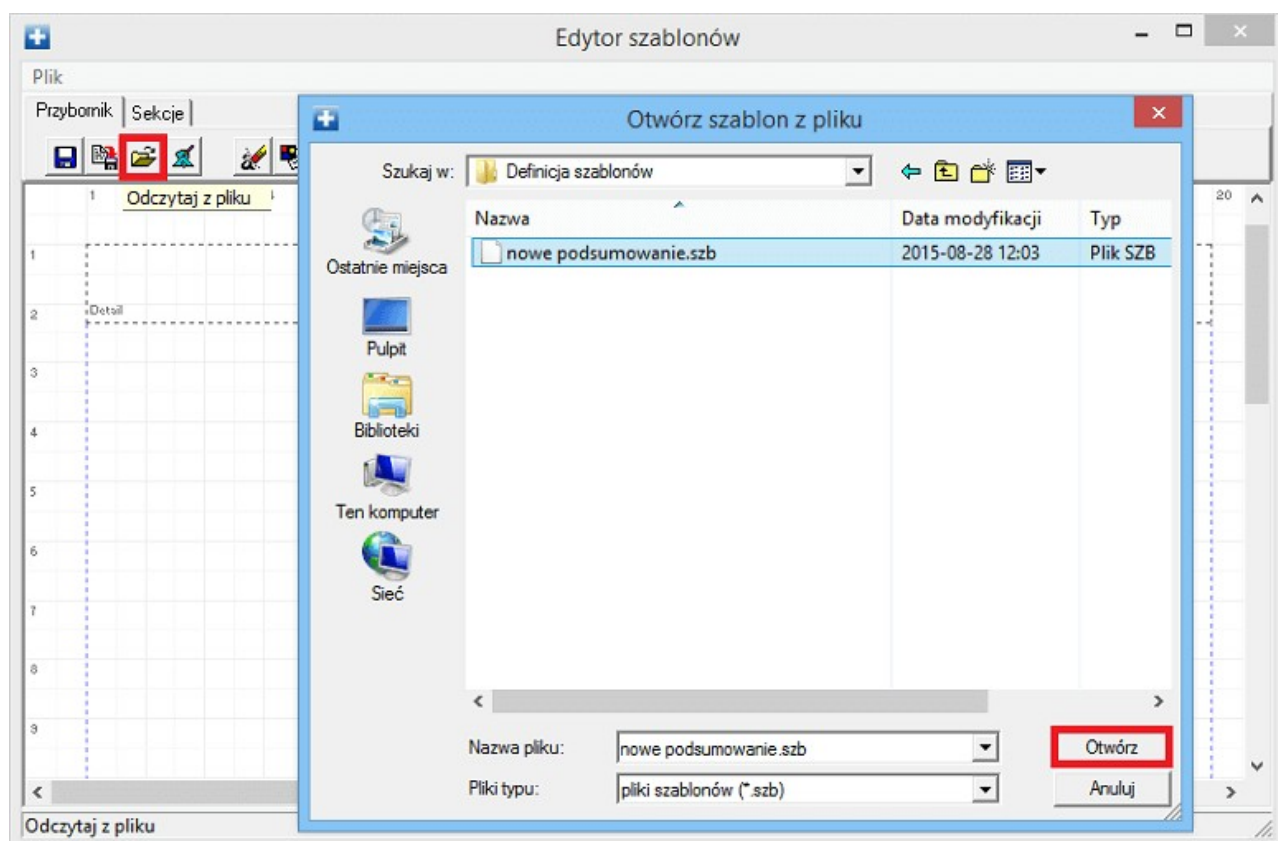 Edytor szablonów
Plik
Przybornik Sekcje
Otwórz szablon z pliku
Szukaj w: Definicja szablonów
Odczytaj z pliku
1 20
Nazwa Data modyfikacji Typ
nowe podsumowanie.szb 2015-08-28 12:03 Plik SZB
Ostatnie miejsca
Pulpit
Biblioteki
Ten komputer
Sieć
1
2
Detail
3
4
5
6
7
8
9
Nazwa pliku: nowe podsumowanie.szb Otwórz
Pliki typu: pliki szablonów (*.szb) Anuluj
Odczytaj z pliku